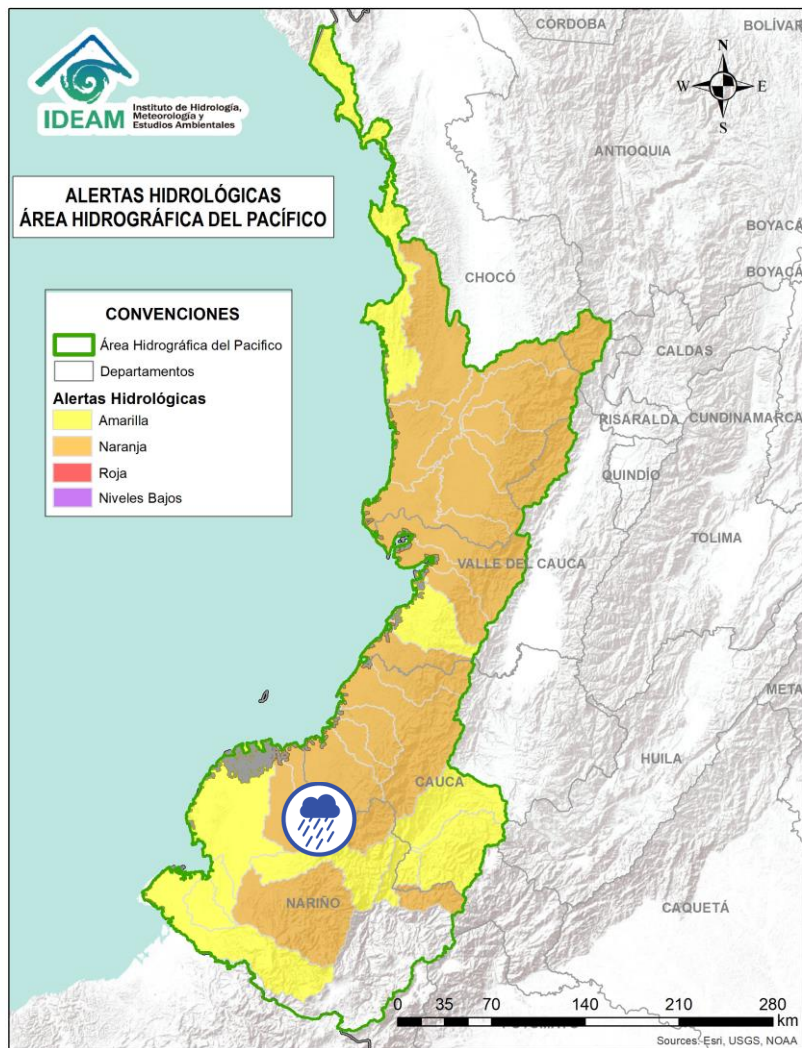 CÓRDOBA
BOLÍVAR
IDEAM
Instituto de Hidrología,
Meteorología y
Estudios Ambientales
N
W
E
S
ANTIOQUIA
ALERTAS HIDROLÓGICAS
ÁREA HIDROGRÁFICA DEL PACÍFICO
BOYACÁ
BOYACÁ
CHOCÓ
CONVENCIONES
Área Hidrográfica del Pacifico
Departamentos
Alertas Hidrológicas
Amarilla
Naranja
Roja
Niveles Bajos
CALDAS
RISARALDA
CUNDINAMARCA
QUINDÍO
TOLIMA
VALLE DEL CAUCA
META
HUILA
CAUCA
NARIÑO
CAQUETÁ
0 35 70 140 210 280
km
Sources: Esri, USGS, NOAA